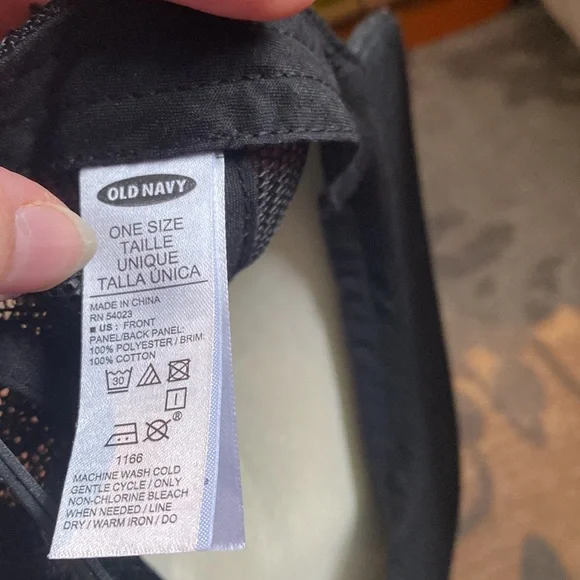 OLD NAVY
ONE SIZE
TAILLE
UNIQUE
TALLA ÚNICA
MADE IN CHINA
RN 54023
■ US : FRONT
PANEL/BACK PANEL:
100% POLYESTER / BRIM:
100% COTTON
30
®
1166
MACHINE WASH COLD
GENTLE CYCLE / ONLY
NON-CHLORINE BLEACH
WHEN NEEDED / LINE
DRY / WARM IRON / DO